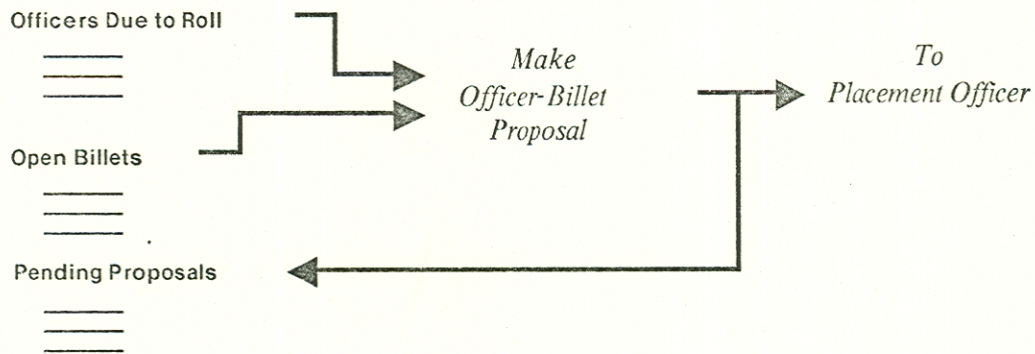 Officers Due to Roll
Open Billets
Pending Proposals
Make
Officer-Billet
Proposal
To
Placement Officer